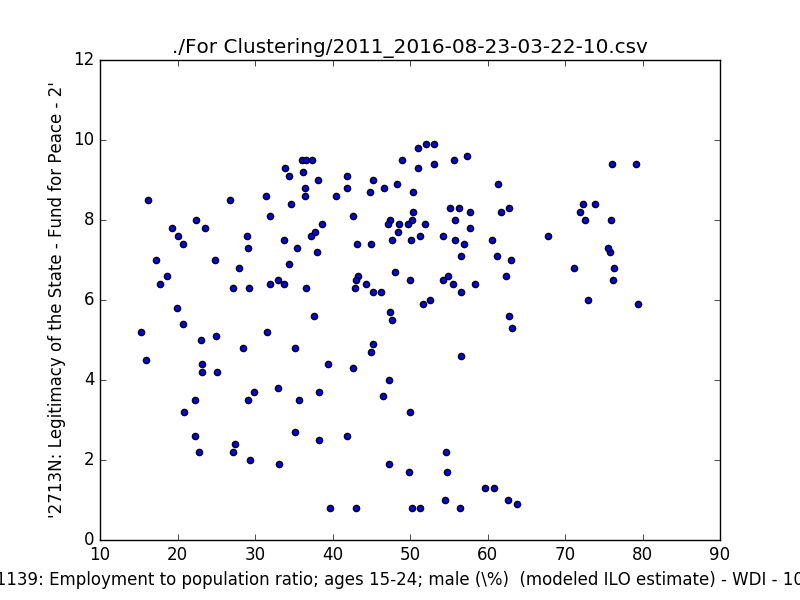 ./For Clustering/2011_2016-08-23-03-22-10.csv
'2713N: Legitimacy of the State - Fund for Peace - 2'
12
10
8
6
4
2
0
10 20 30 40 50 60 70 80 90
1139: Employment to population ratio; ages 15-24; male (\%) (modeled ILO estimate) - WDI - 10